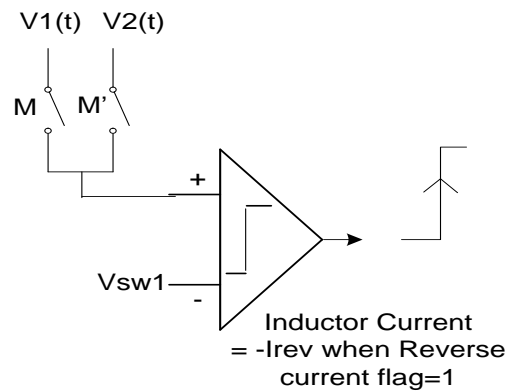 V1(t) V2(t)
M M'
+
Vsw1
-
Inductor Current
= -Irev when Reverse
current flag=1